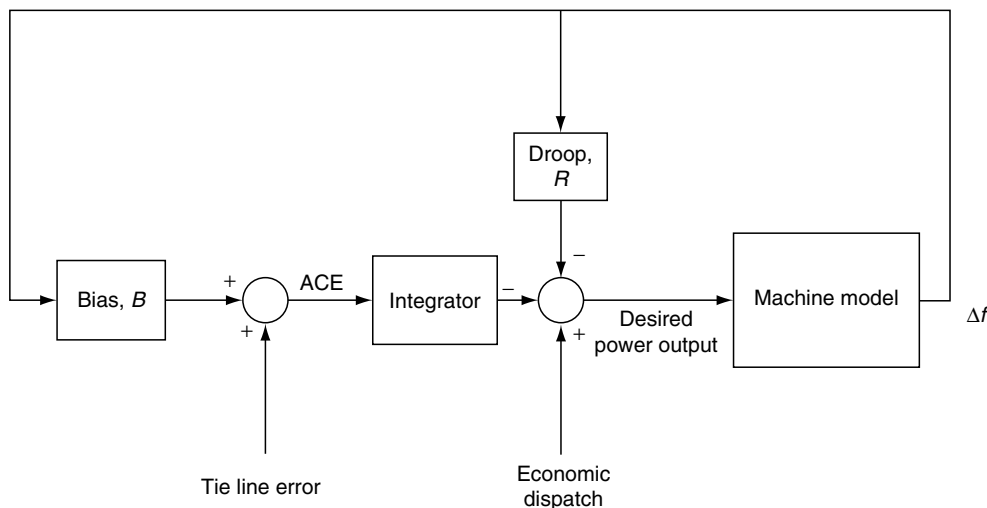 Droop,
R
Bias, B
+
+
ACE
Integrator
−
−
+
Desired
power output
Machine model
Δf
Tie line error
Economic
dispatch